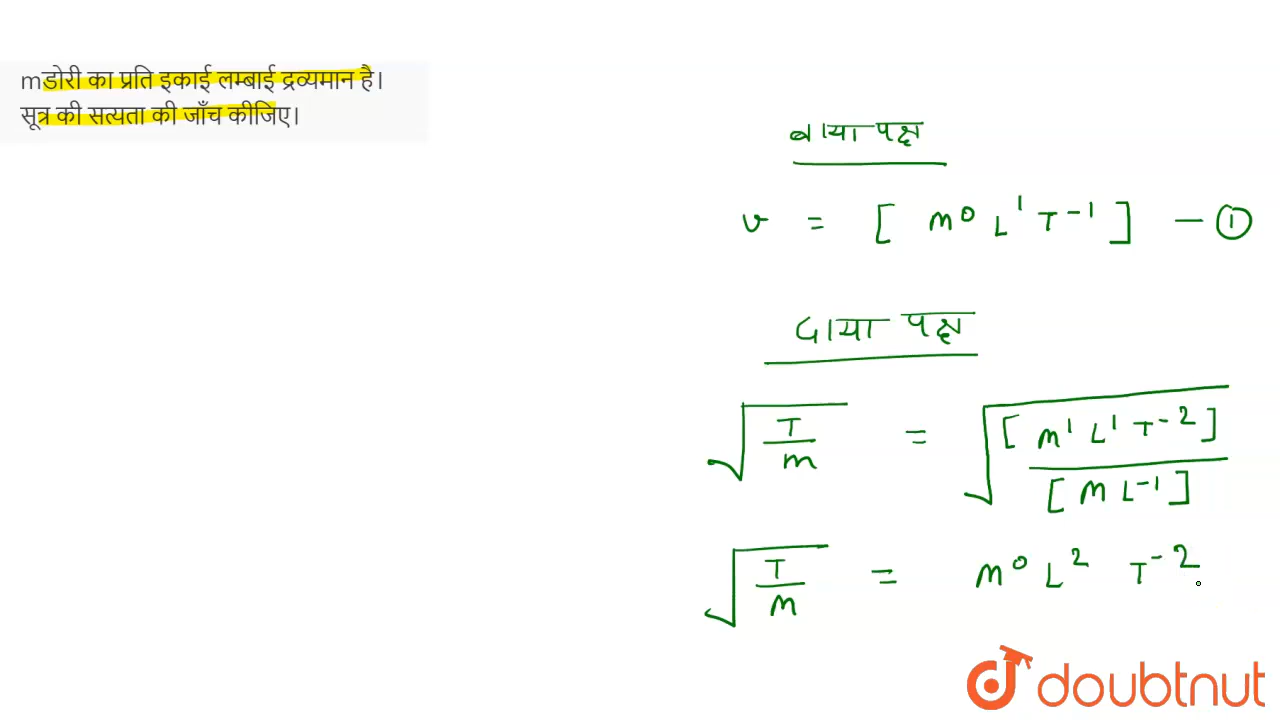 mडोरी का प्रति इकाई लम्बाई द्रव्यमान है।
सूत्र की सत्यता की जाँच कीजिए।
बाया पक्ष
v = [ M⁰ L¹ T⁻¹ ] — ①
दाया पक्ष
√(T/m) = √([ M¹ L¹ T⁻² ]/[ M L⁻¹ ])
√(T/m) = M⁰ L² T⁻²
doubtnut